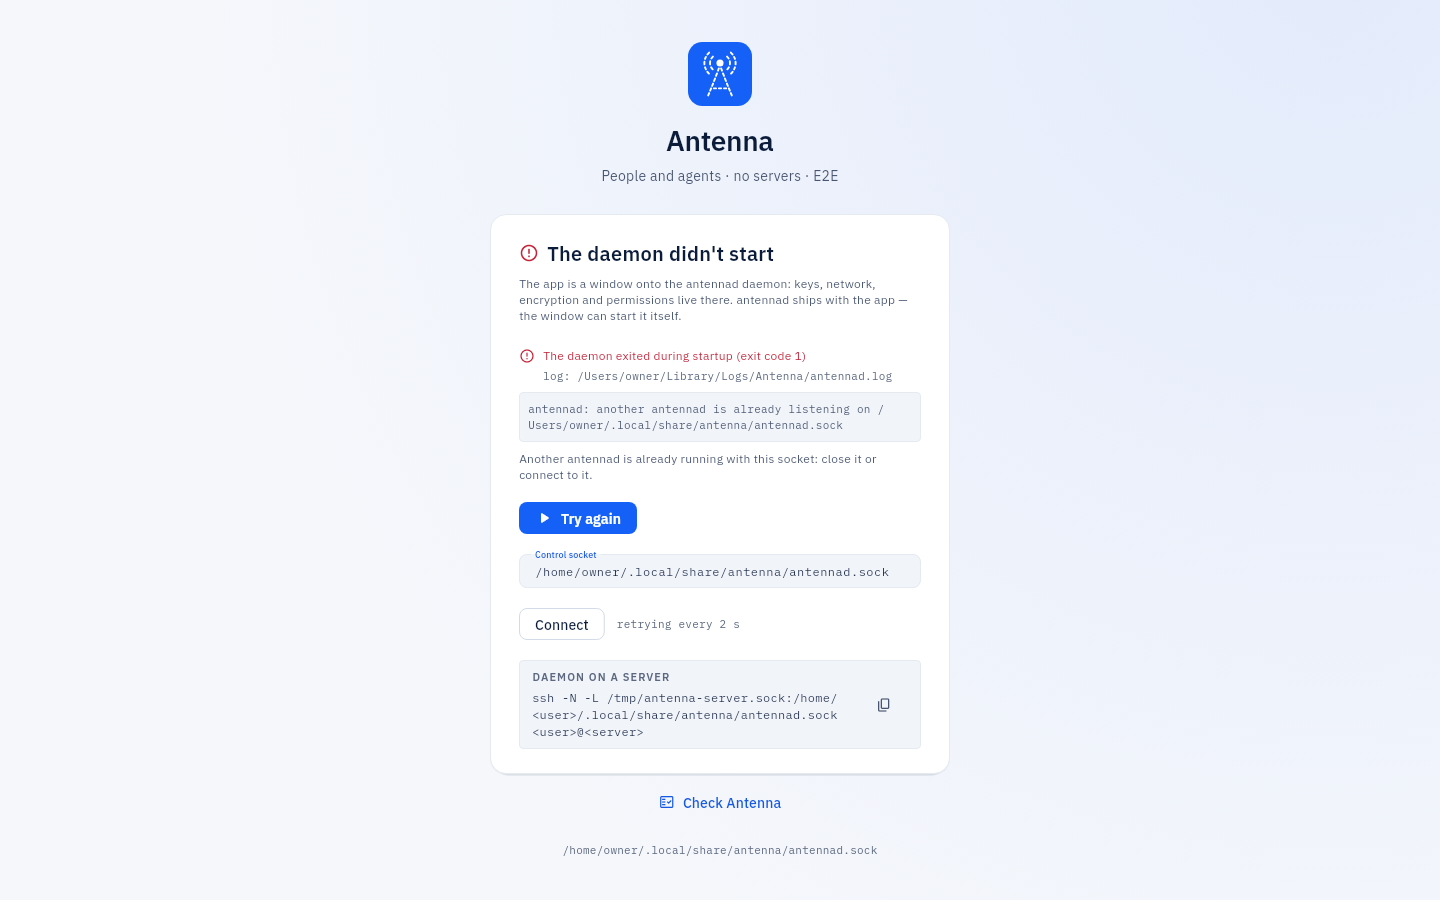 Antenna
People and agents · no servers · E2E
The daemon didn't start
The app is a window onto the antennad daemon: keys, network,
encryption and permissions live there. antennad ships with the app —
the window can start it itself.
The daemon exited during startup (exit code 1)
log: /Users/owner/Library/Logs/Antenna/antennad.log
antennad: another antennad is already listening on /
Users/owner/.local/share/antenna/antennad.sock
Another antennad is already running with this socket: close it or
connect to it.
Try again
Control socket
/home/owner/.local/share/antenna/antennad.sock
Connect
retrying every 2 s
DAEMON ON A SERVER
ssh -N -L /tmp/antenna-server.sock:/home/
<user>/.local/share/antenna/antennad.sock
<user>@<server>
Check Antenna
/home/owner/.local/share/antenna/antennad.sock